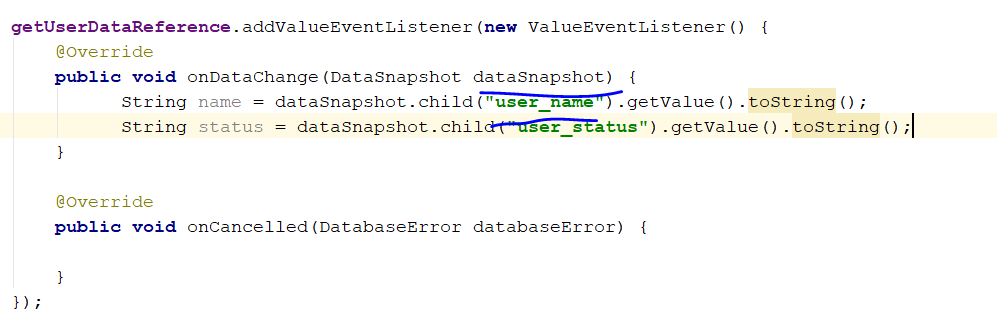 getUserDataReference.addValueEventListener(new ValueEventListener() {
    @Override
    public void onDataChange(DataSnapshot dataSnapshot) {
          String name = dataSnapshot.child("user_name").getValue().toString();
          String status = dataSnapshot.child("user_status").getValue().toString();
    }

    @Override
    public void onCancelled(DatabaseError databaseError) {

    }
});